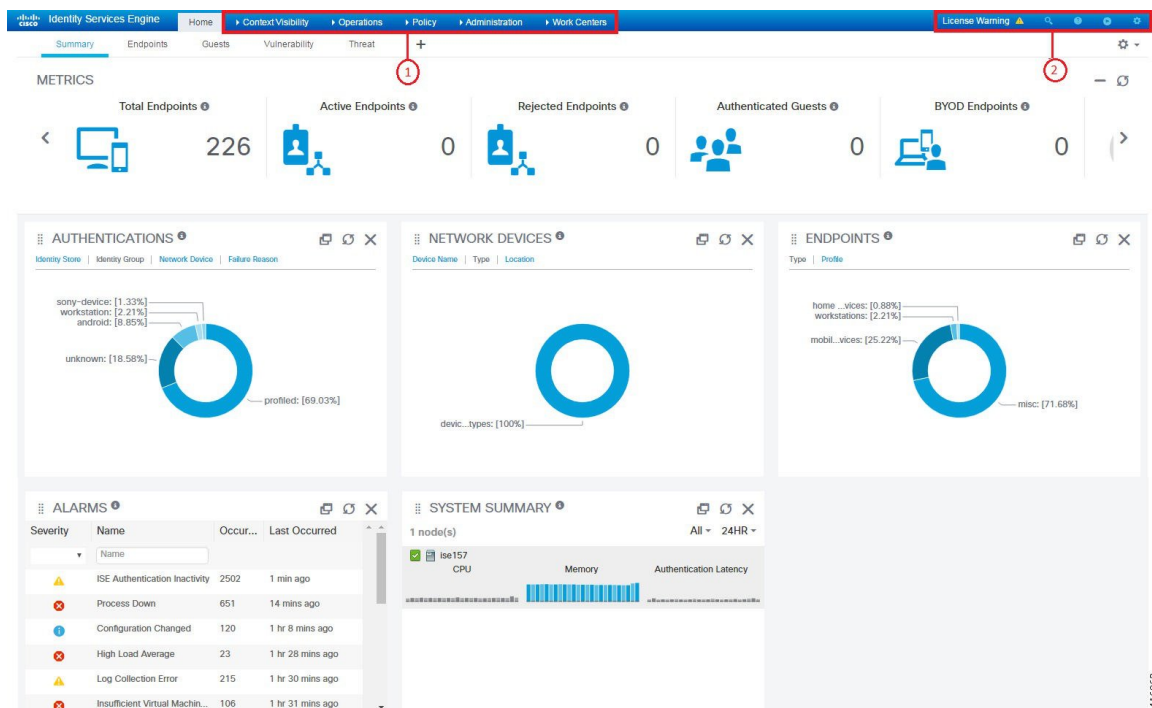 cisco Identity Services Engine Home Context Visibility Operations Policy Administration Work Centers License Warning
Summary Endpoints Guests Vulnerability Threat +
1
2
METRICS
Total Endpoints Active Endpoints Rejected Endpoints Authenticated Guests BYOD Endpoints
226 0 0 0 0
AUTHENTICATIONS
Identity Store | Identity Group | Network Device | Failure Reason
sony-device: [1.33%]
workstation: [2.21%]
android: [8.85%]
unknown: [18.58%]
profiled: [69.03%]
NETWORK DEVICES
Device Name | Type | Location
devic...types: [100%]
ENDPOINTS
Type | Profile
home ...vices: [0.88%]
workstations: [2.21%]
mobil...vices: [25.22%]
misc: [71.68%]
ALARMS
Severity Name Occur... Last Occurred
Name
ISE Authentication Inactivity 2502 1 min ago
Process Down 651 14 mins ago
Configuration Changed 120 1 hr 8 mins ago
High Load Average 23 1 hr 28 mins ago
Log Collection Error 215 1 hr 30 mins ago
Insufficient Virtual Machin... 106 1 hr 31 mins ago
SYSTEM SUMMARY
1 node(s) All 24HR
ise157
CPU Memory Authentication Latency